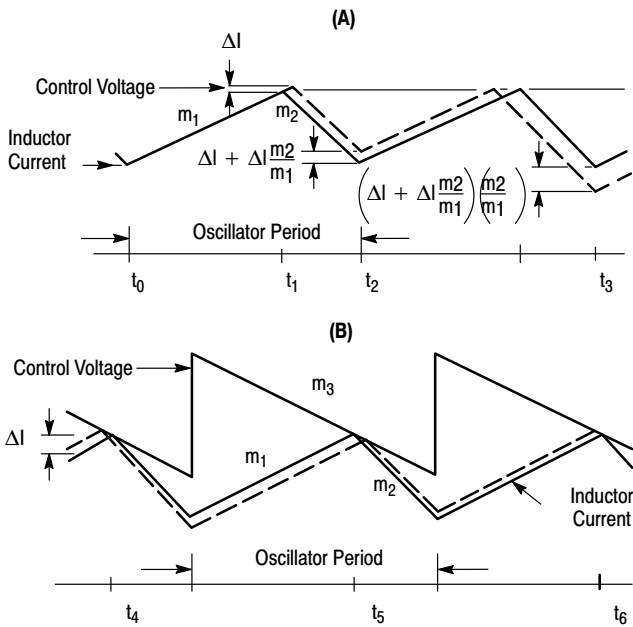 (A)
ΔI
Control Voltage
m1
m2
Inductor
Current
ΔI + ΔI m2/m1
(ΔI + ΔI m2/m1)(m2/m1)
Oscillator Period
t0
t1
t2
t3
(B)
Control Voltage
m3
ΔI
m1
m2
Inductor
Current
Oscillator Period
t4
t5
t6